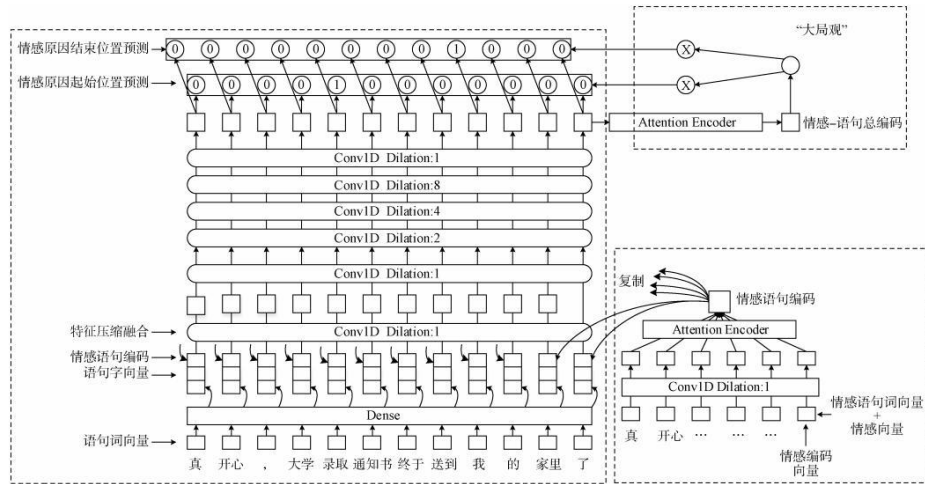 情感原因结束位置预测
0 0 0 0 0 0 0 0 1 0 0 0
情感原因起始位置预测
0 0 0 0 1 0 0 0 0 0 0 0
X
X
“大局观”
Attention Encoder
情感-语句总编码
Conv1D Dilation:1
Conv1D Dilation:8
Conv1D Dilation:4
Conv1D Dilation:2
Conv1D Dilation:1
特征压缩融合
Conv1D Dilation:1
情感语句编码
语句字向量
Dense
语句词向量
真 开心 , 大学 录取 通知书 终于 送到 我 的 家里 了
复制
情感语句编码
Attention Encoder
Conv1D Dilation:1
真 开心 … … …
情感语句词向量
+
情感向量
情感编码
向量